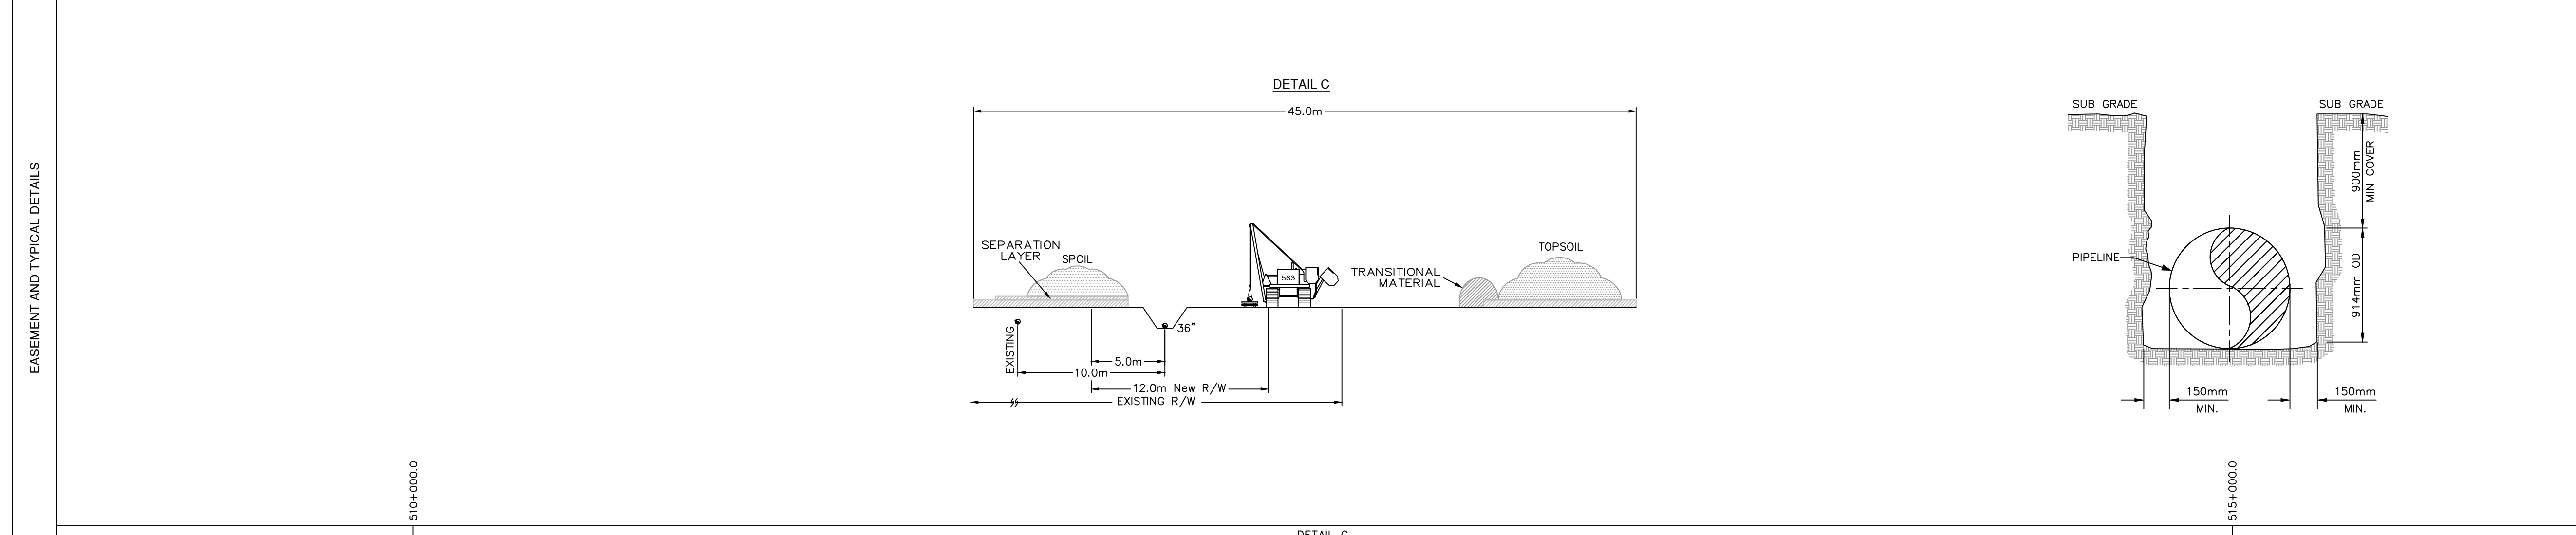 EASEMENT AND TYPICAL DETAILS
DETAIL C
45.0m
SEPARATION
LAYER
SPOIL
583
TRANSITIONAL
MATERIAL
TOPSOIL
EXISTING
36"
5.0m
10.0m
12.0m New R/W
EXISTING R/W
SUB GRADE
SUB GRADE
900mm
MIN COVER
PIPELINE
914mm OD
150mm
MIN.
150mm
MIN.
510+000.0
515+000.0
DETAIL C